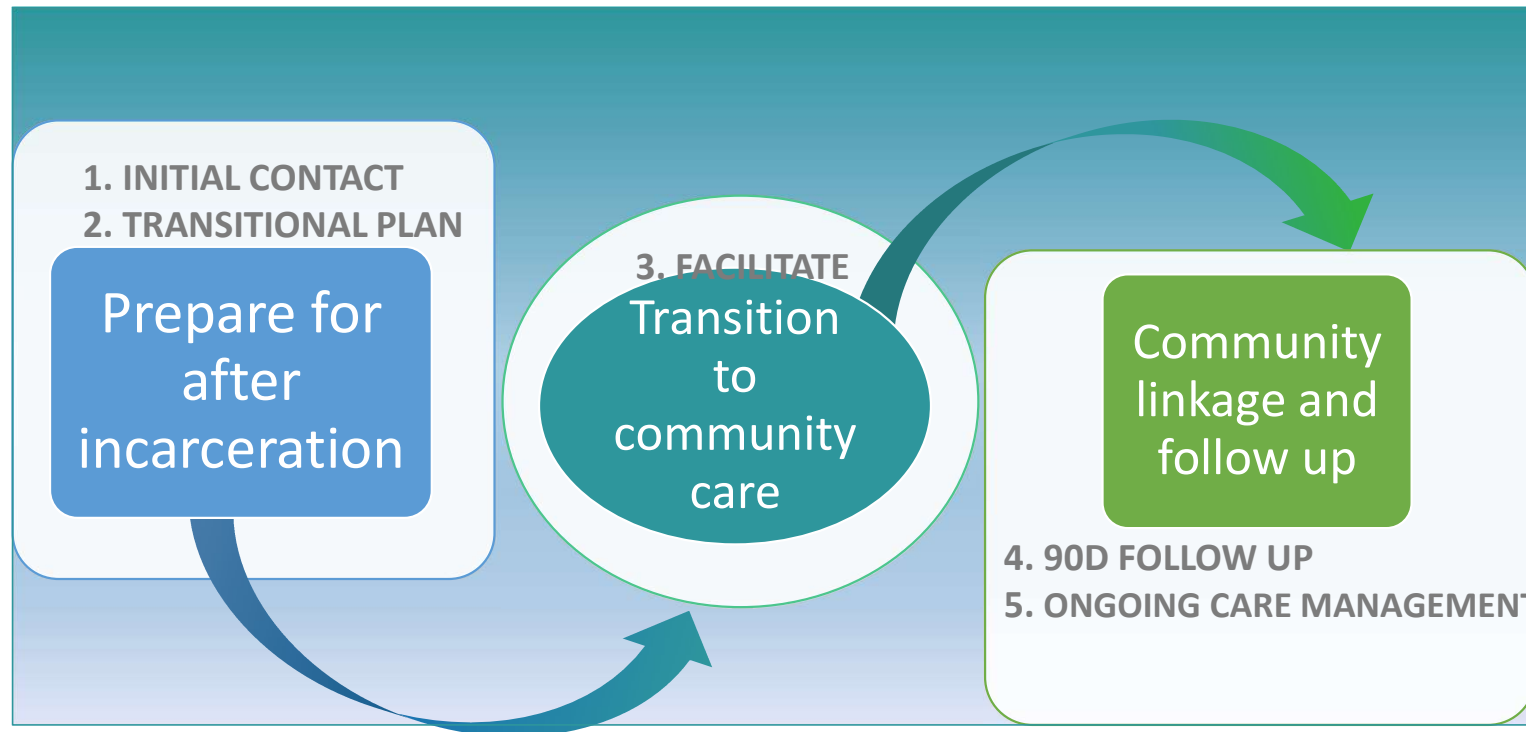 1. INITIAL CONTACT
2. TRANSITIONAL PLAN
Prepare for
after
incarceration
3. FACILITATE
Transition
to
community
care
Community
linkage and
follow up
4. 90D FOLLOW UP
5. ONGOING CARE MANAGEMENT